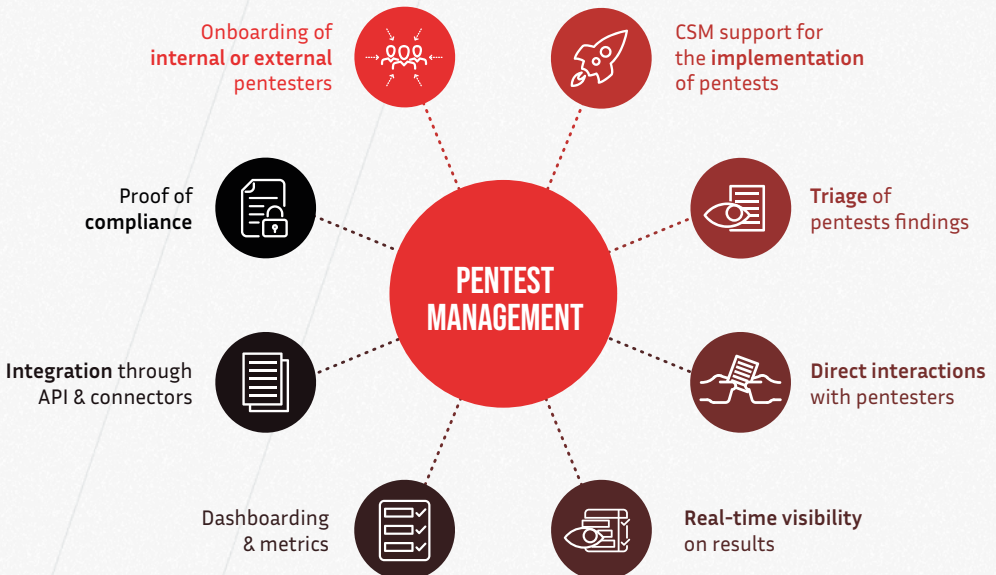 Onboarding of
internal or external
pentesters
CSM support for
the implementation
of pentests
Proof of
compliance
Triage of
pentests findings
PENTEST
MANAGEMENT
Integration through
API & connectors
Direct interactions
with pentesters
Dashboarding
& metrics
Real-time visibility
on results